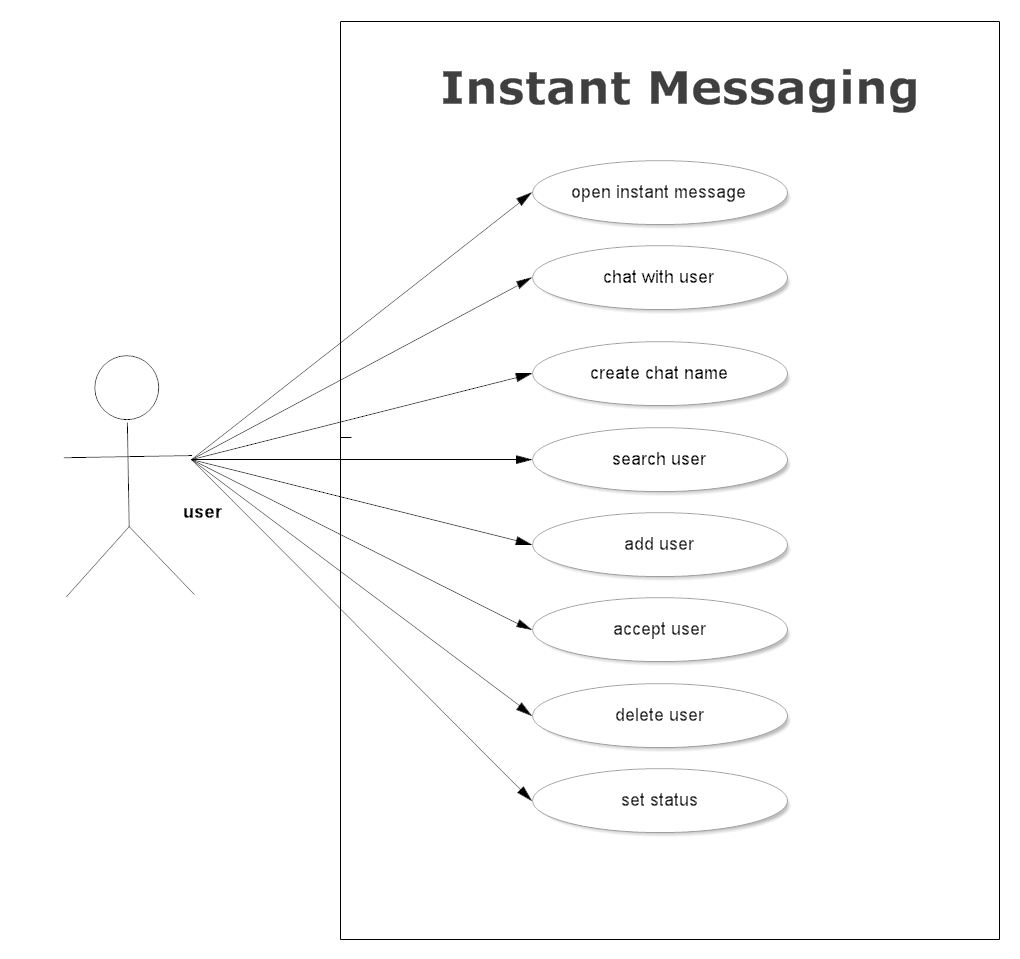 Instant Messaging
open instant message
chat with user
create chat name
search user
add user
accept user
delete user
set status
user